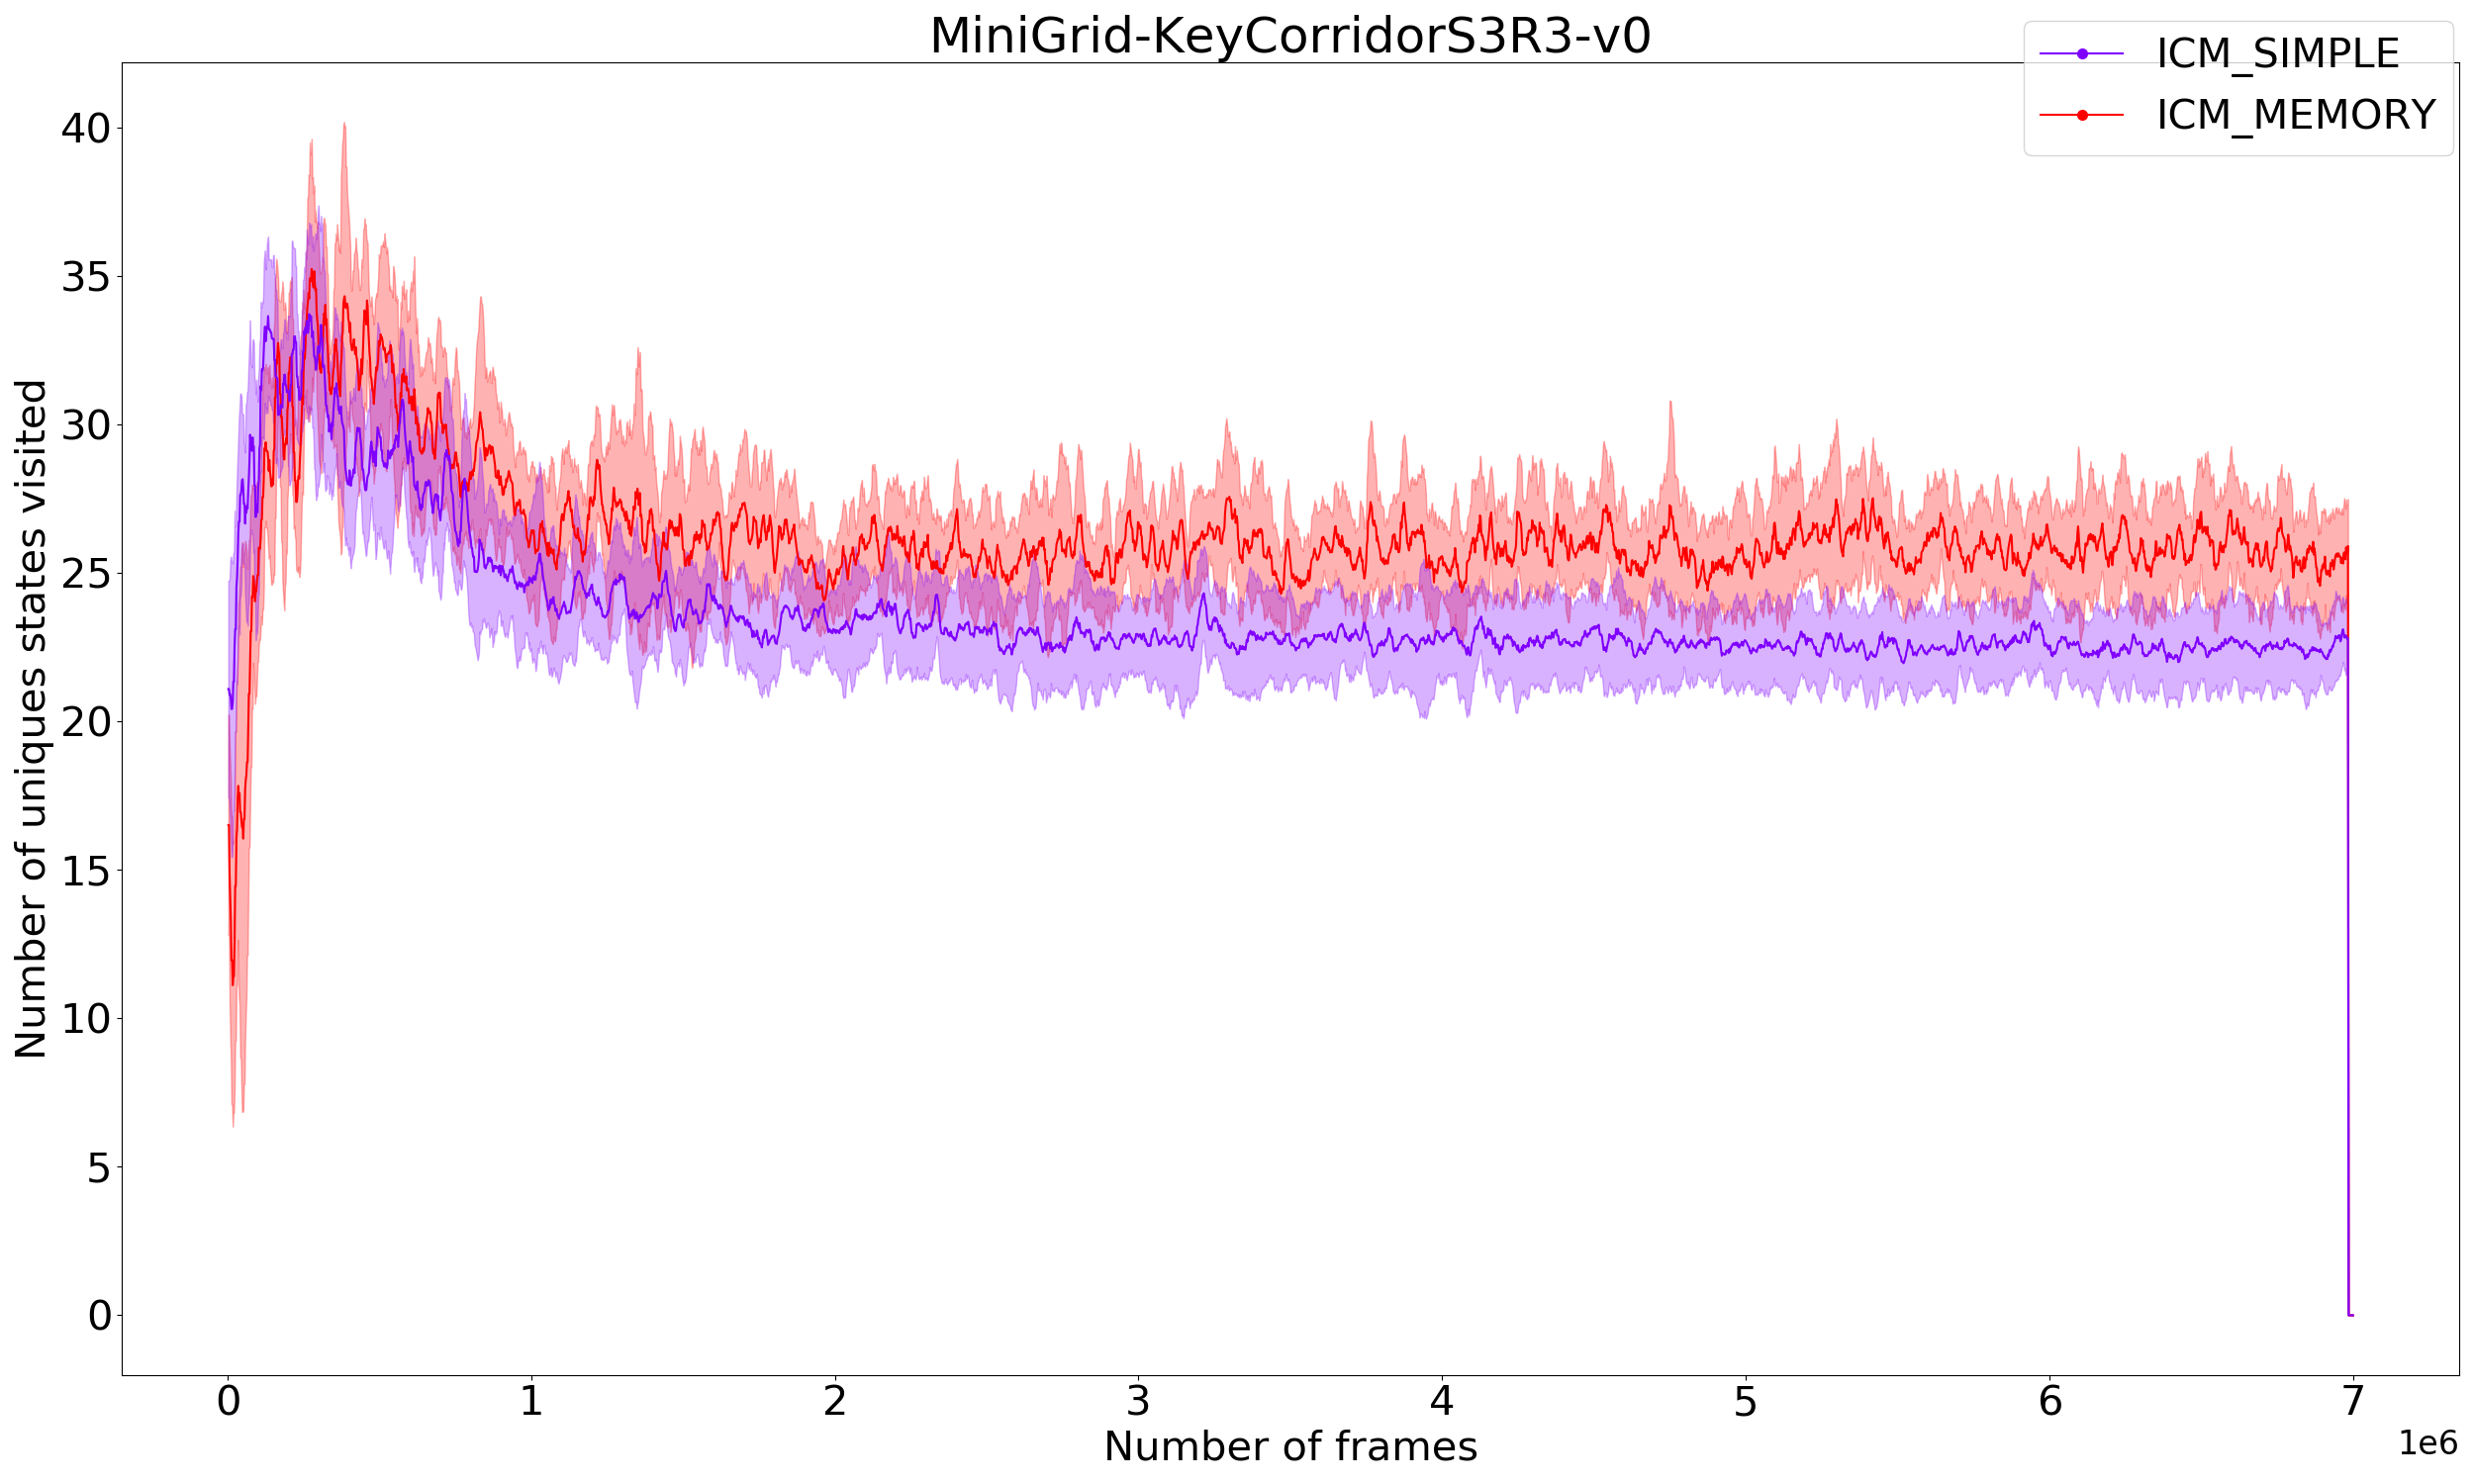 MiniGrid-KeyCorridorS3R3-v0
ICM_SIMPLE
ICM_MEMORY
Number of uniques states visited
40
35
30
25
20
15
10
5
0
0 1 2 3 4 5 6 7
1e6
Number of frames